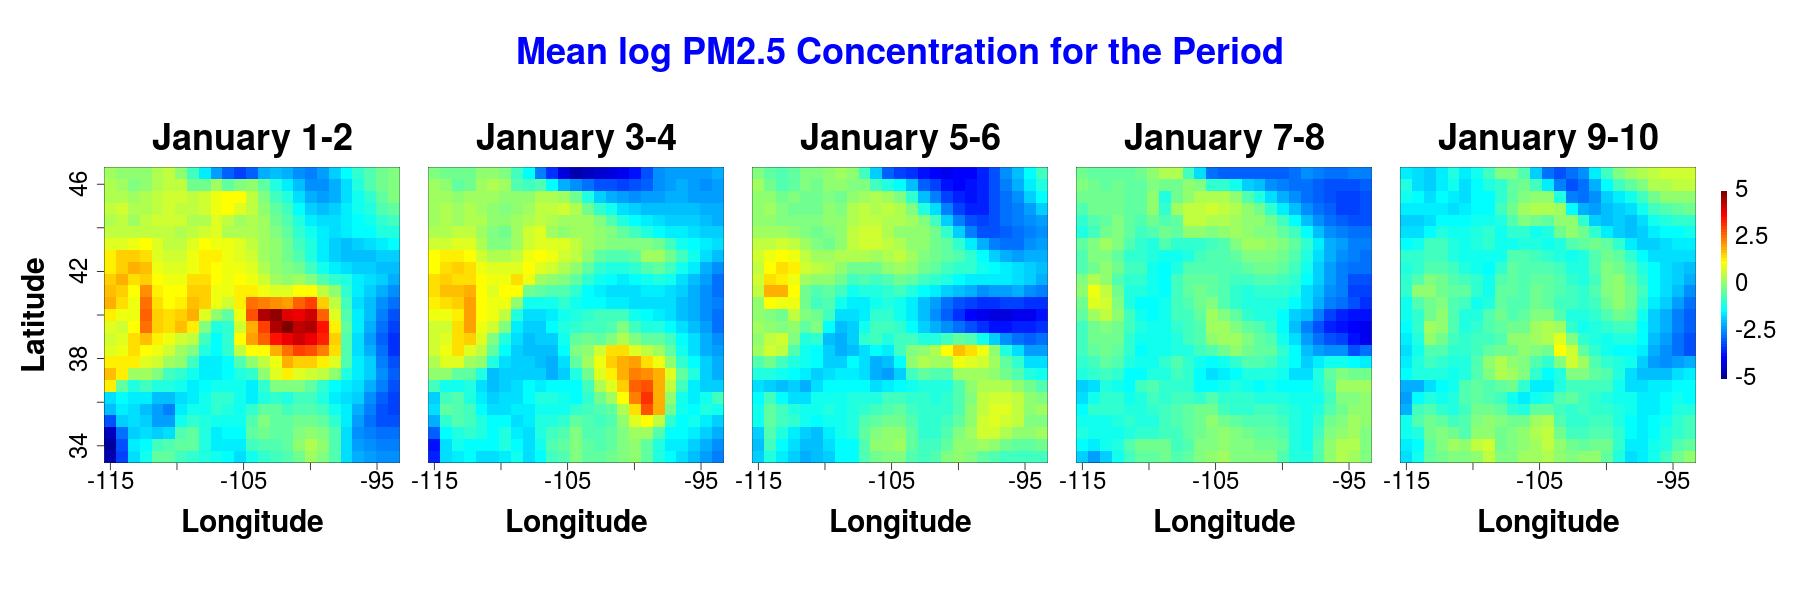 Mean log PM2.5 Concentration for the Period
January 1-2
January 3-4
January 5-6
January 7-8
January 9-10
Latitude
46
42
38
34
5
2.5
0
-2.5
-5
-115 -105 -95
-115 -105 -95
-115 -105 -95
-115 -105 -95
-115 -105 -95
Longitude
Longitude
Longitude
Longitude
Longitude